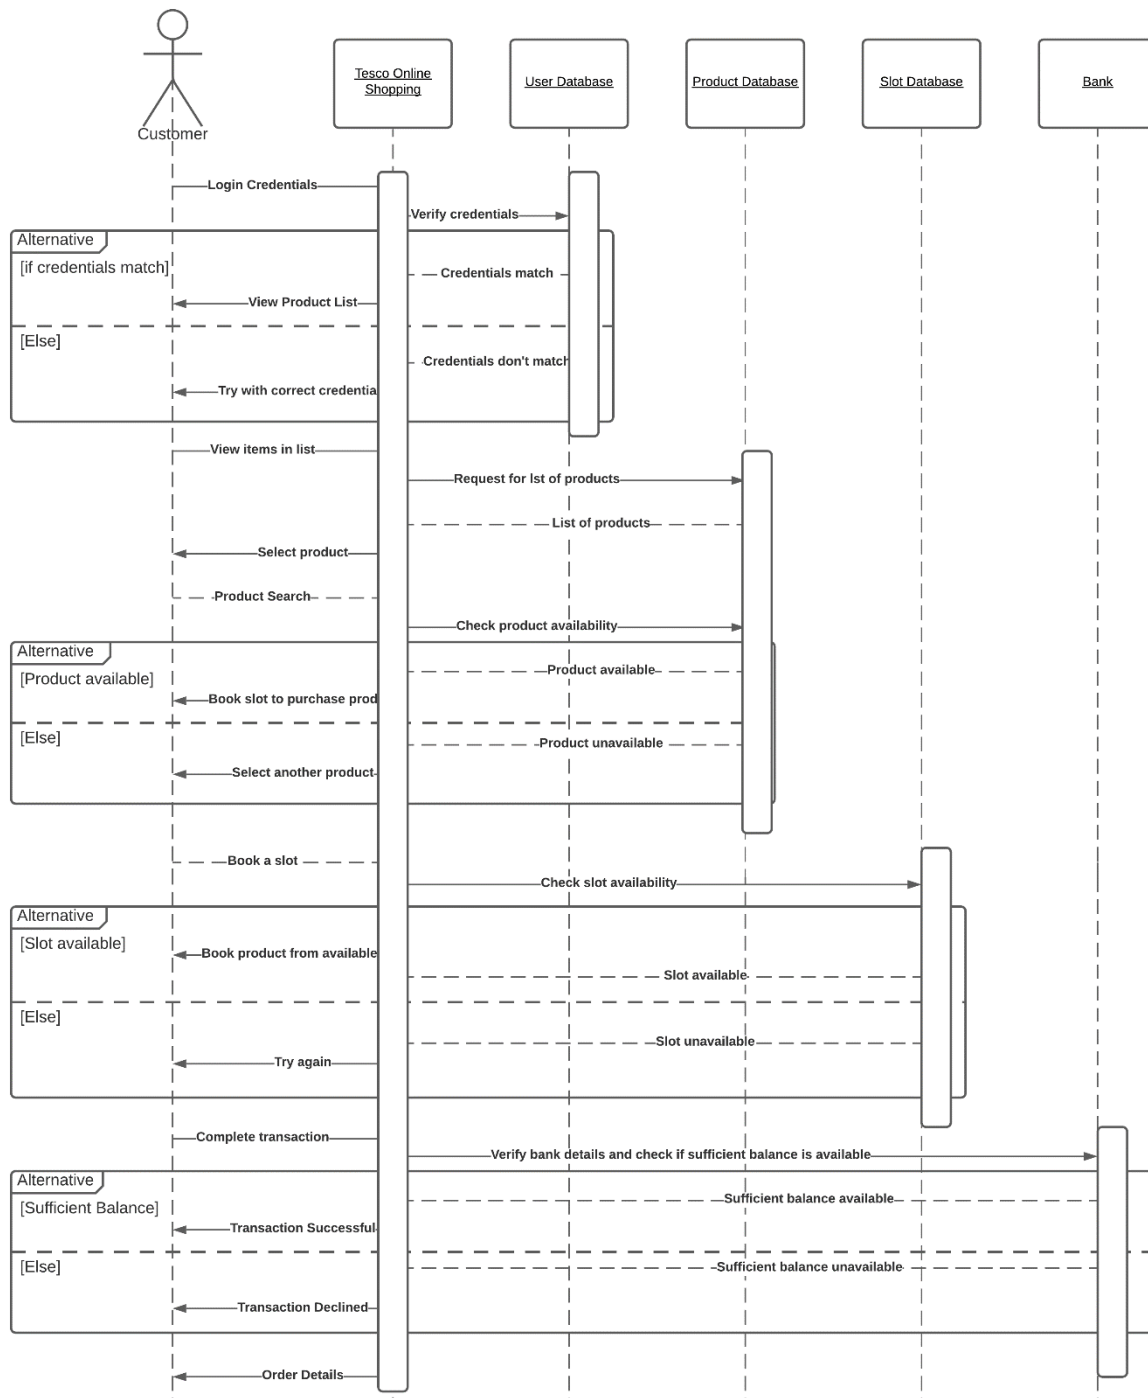 Customer
Tesco Online
Shopping
User Database
Product Database
Slot Database
Bank
Login Credentials
Verify credentials
Alternative
[if credentials match]
Credentials match
View Product List
[Else]
Credentials don't match
Try with correct credentia
View items in list
Request for lst of products
List of products
Select product
Product Search
Check product availability
Alternative
[Product available]
Product available
Book slot to purchase prod
[Else]
Product unavailable
Select another product
Book a slot
Check slot availability
Alternative
[Slot available]
Book product from available
Slot available
[Else]
Slot unavailable
Try again
Complete transaction
Verify bank details and check if sufficient balance is available
Alternative
[Sufficient Balance]
Sufficient balance available
Transaction Successful
[Else]
Sufficient balance unavailable
Transaction Declined
Order Details